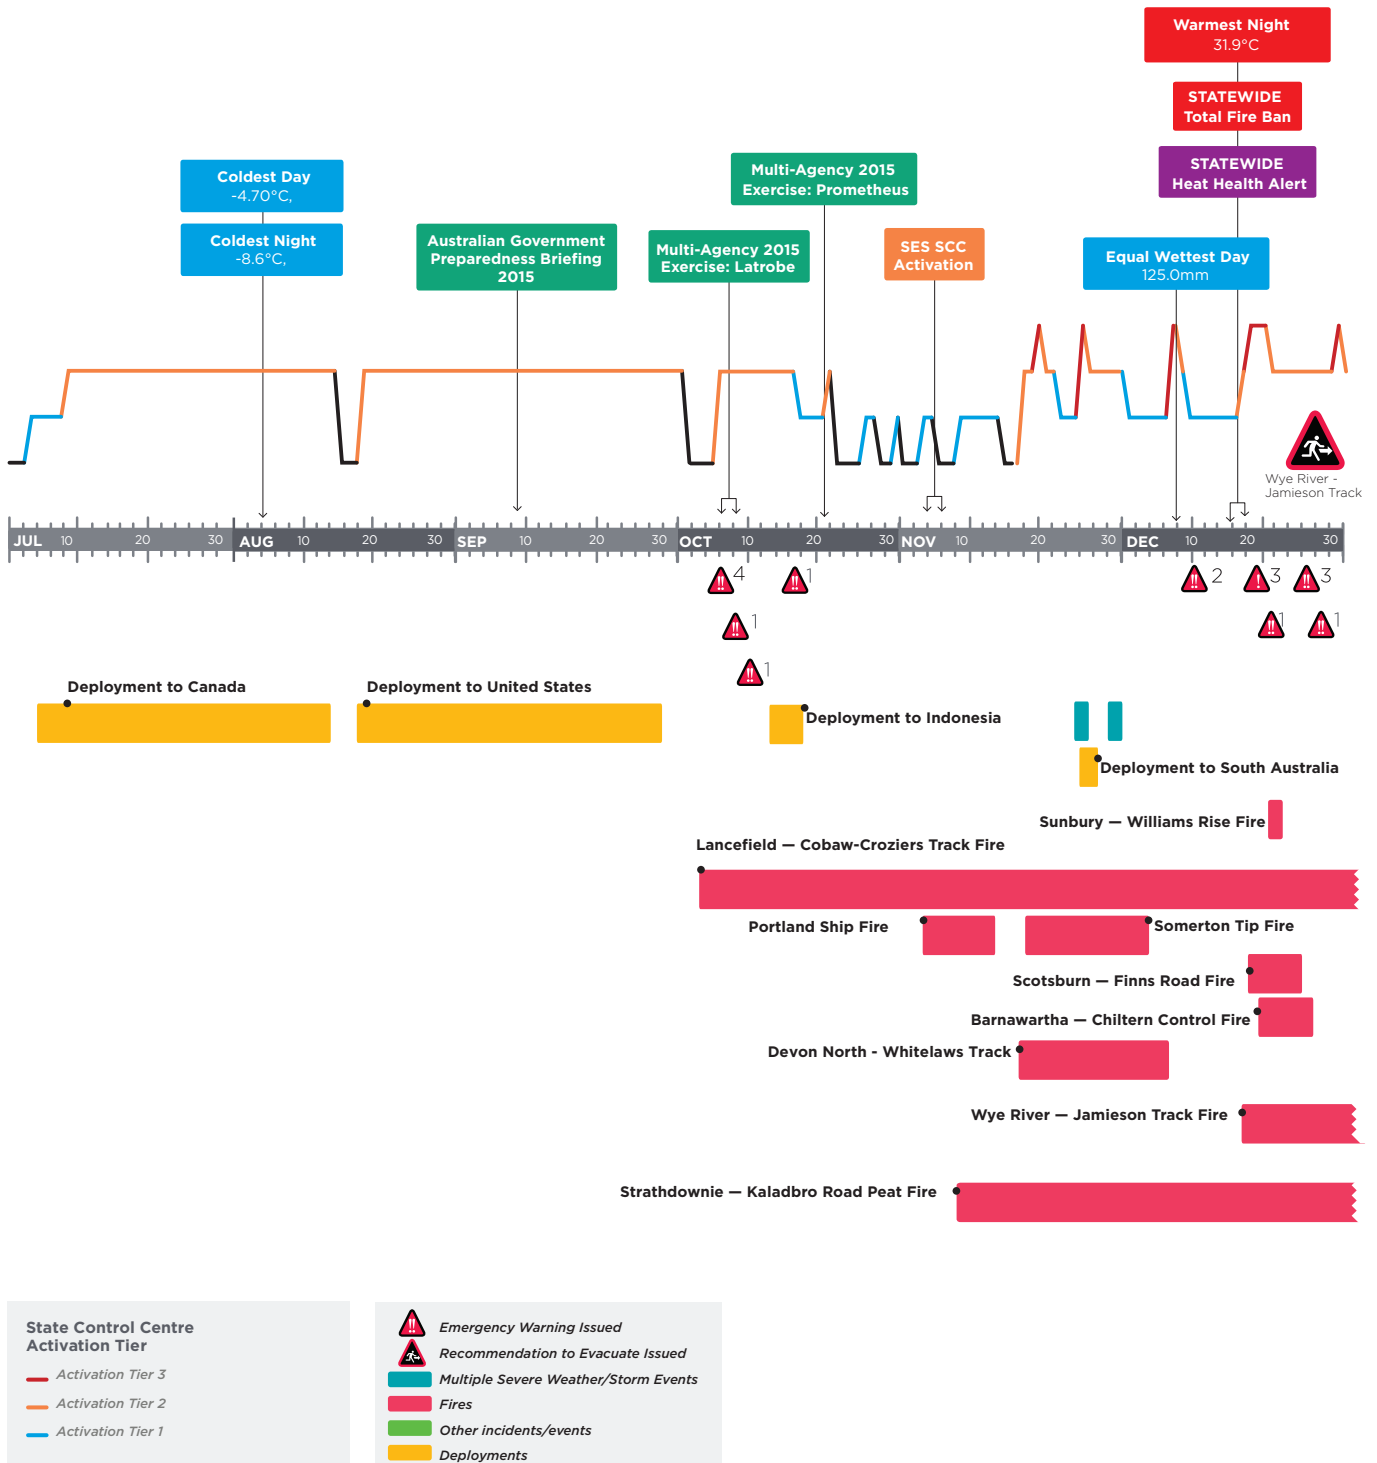 Warmest Night
31.9°C
STATEWIDE
Total Fire Ban
STATEWIDE
Heat Health Alert
Coldest Day
-4.70°C,
Coldest Night
-8.6°C,
Australian Government
Preparedness Briefing
2015
Multi-Agency 2015
Exercise: Latrobe
Multi-Agency 2015
Exercise: Prometheus
SES SCC
Activation
Equal Wettest Day
125.0mm
Wye River -
Jamieson Track
JUL 10 20 30 AUG 10 20 30 SEP 10 20 30 OCT 10 20 30 NOV 10 20 30 DEC 10 20 30
!! 4 !! 1 !! 2 ! 3 !! 3
!! 1 !! 1 !! 1
!! 1
Deployment to Canada
Deployment to United States
Deployment to Indonesia
Deployment to South Australia
Sunbury — Williams Rise Fire
Lancefield — Cobaw-Croziers Track Fire
Portland Ship Fire
Somerton Tip Fire
Scotsburn — Finns Road Fire
Barnawartha — Chiltern Control Fire
Devon North - Whitelaws Track
Wye River — Jamieson Track Fire
Strathdownie — Kaladbro Road Peat Fire
State Control Centre
Activation Tier
Activation Tier 3
Activation Tier 2
Activation Tier 1
!! Emergency Warning Issued
Recommendation to Evacuate Issued
Multiple Severe Weather/Storm Events
Fires
Other incidents/events
Deployments